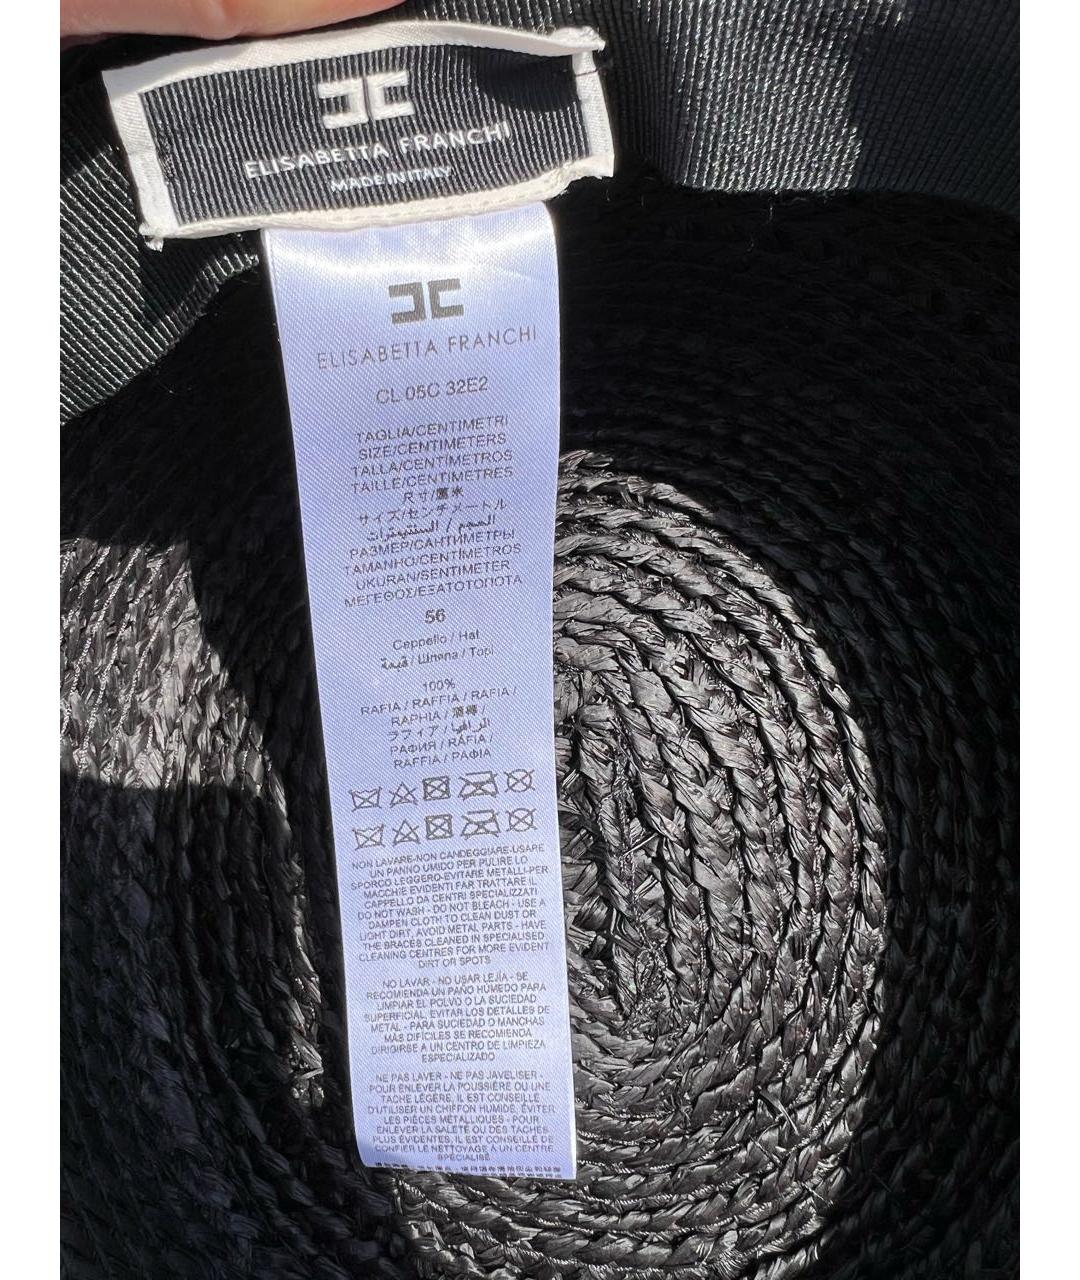 ELISABETTA FRANCHI
MADE IN ITALY
ELISABETTA FRANCHI
CL 05C 32E2
TAGLIA/CENTIMETRI
SIZE/CENTIMETERS
TALLA/CENTÍMETROS
TAILLE/CENTIMÈTRES
尺寸/厘米
サイズ/センチメートル
الحجم / السنتيمترات
РАЗМЕР/САНТИМЕТРЫ
TAMANHO/CENTÍMETROS
UKURAN/SENTIMETER
ΜΕΓΕΘΟΣ/ΕΞΑΤΟΤΟΠΟΤΑ
56
Cappello / Hat
قبعة / Шляпа / Topi
100%
RAFIA / RAFFIA / RAFIA /
RAPHIA / 酒椰 /
ラフィア / الرافيا /
РАФИЯ / RÁFIA /
RAFFIA / ΡΑΦΙΑ
NON LAVARE-NON CANDEGGIARE-USARE
UN PANNO UMIDO PER PULIRE LO
SPORCO LEGGERO-EVITARE METALLI-PER
MACCHIE EVIDENTI FAR TRATTARE IL
CAPPELLO DA CENTRI SPECIALIZZATI
DO NOT WASH - DO NOT BLEACH - USE A
DAMPEN CLOTH TO CLEAN DUST OR
LIGHT DIRT, AVOID METAL PARTS - HAVE
THE BRACES CLEANED IN SPECIALISED
CLEANING CENTRES FOR MORE EVIDENT
DIRT OR SPOTS
NO LAVAR - NO USAR LEJÍA - SE
RECOMIENDA UN PAÑO HÚMEDO PARA
LIMPIAR EL POLVO O LA SUCIEDAD
SUPERFICIAL, EVITAR LOS DETALLES DE
METAL - PARA SUCIEDAD O MANCHAS
MÁS DIFÍCILES SE RECOMIENDA
DIRIGIRSE A UN CENTRO DE LIMPIEZA
ESPECIALIZADO
NE PAS LAVER - NE PAS JAVELISER -
POUR ENLEVER LA POUSSIÈRE OU UNE
TACHE LÉGÈRE, IL EST CONSEILLÉ
D'UTILISER UN CHIFFON HUMIDE, ÉVITER
LES PIÈCES MÉTALLIQUES - POUR
ENLEVER LA SALETÉ OU DES TACHES
PLUS ÉVIDENTES, IL EST CONSEILLÉ DE
CONFIER LE NETTOYAGE À UN CENTRE
SPÉCIALISÉ